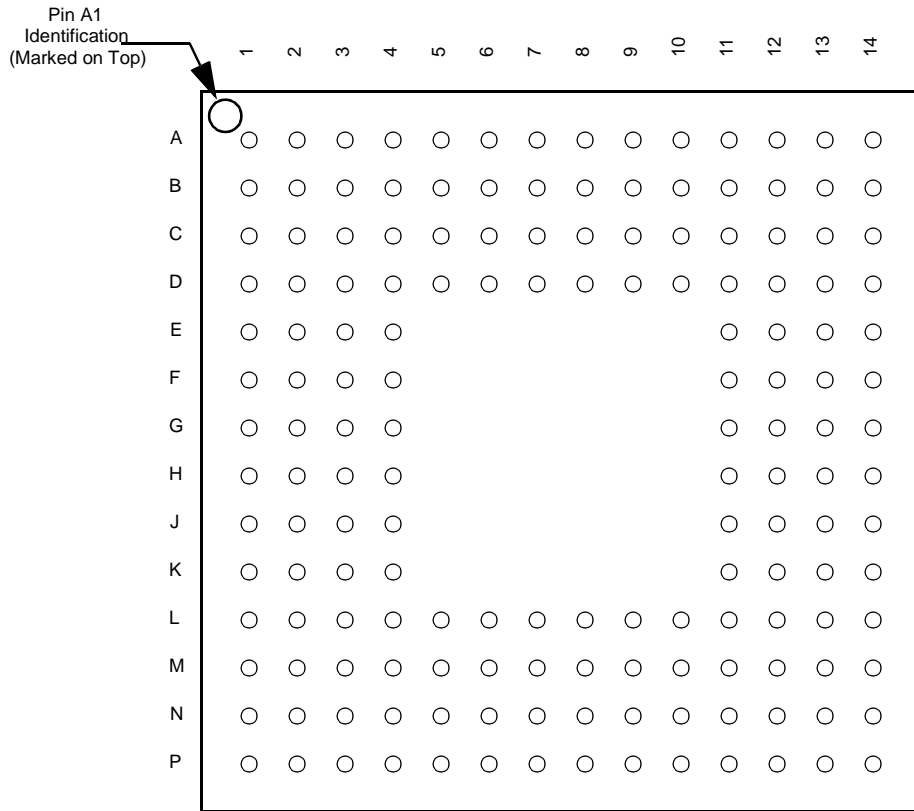 Pin A1
Identification
(Marked on Top)
1 2 3 4 5 6 7 8 9 10 11 12 13 14
A
B
C
D
E
F
G
H
J
K
L
M
N
P